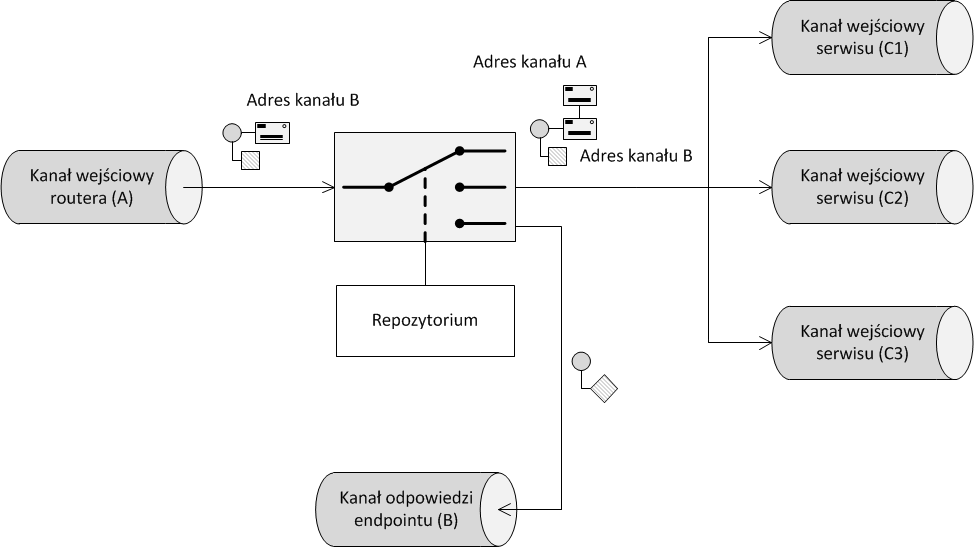 Kanał wejściowy
serwisu (C1)
Adres kanału A
Adres kanału B
Adres kanału B
Kanał wejściowy
routera (A)
Kanał wejściowy
serwisu (C2)
Repozytorium
Kanał wejściowy
serwisu (C3)
Kanał odpowiedzi
endpointu (B)